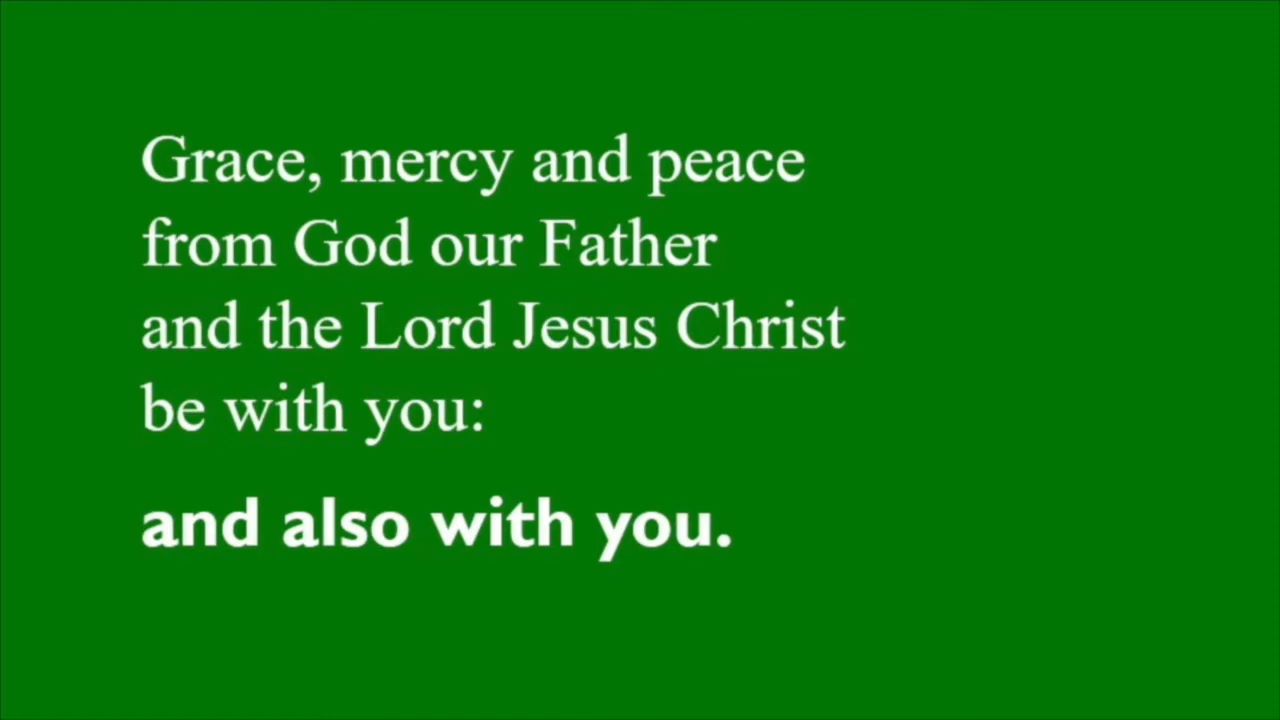 Grace, mercy and peace
from God our Father
and the Lord Jesus Christ
be with you:
and also with you.